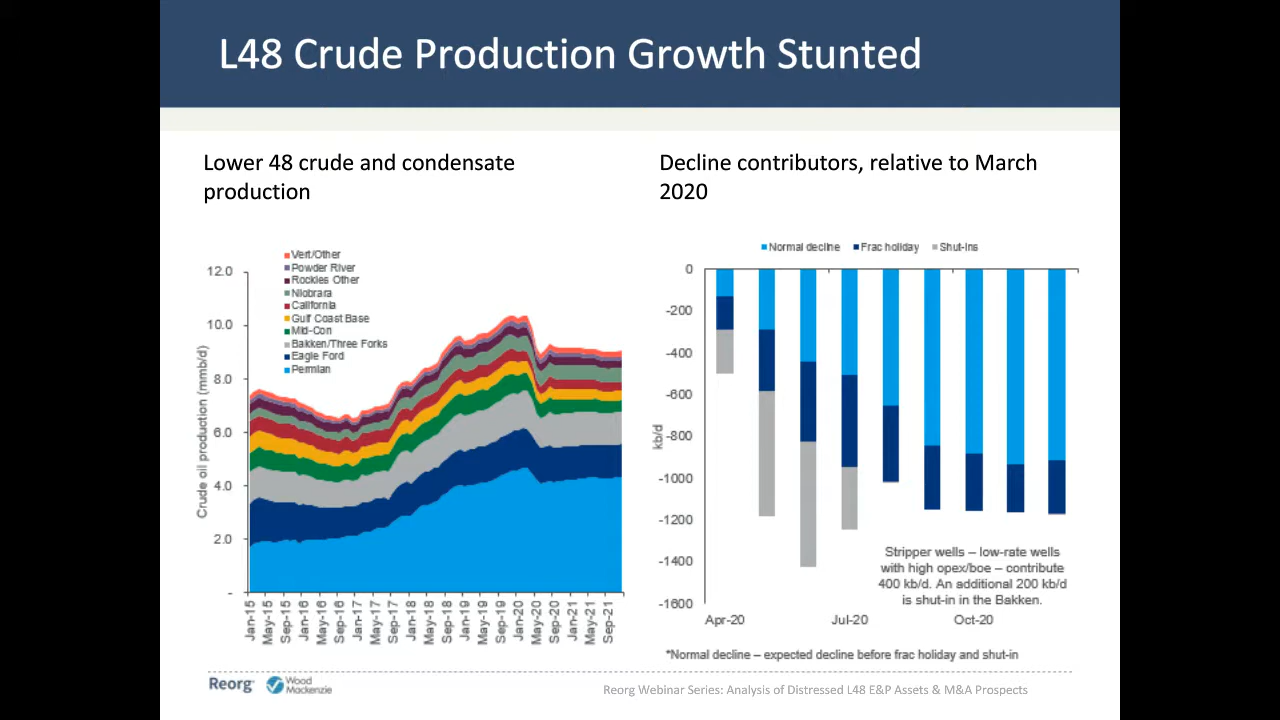 L48 Crude Production Growth Stunted
Lower 48 crude and condensate
production
Vert/Other
Powder River
Rockies Other
Niobrara
California
Gulf Coast Base
Mid-Con
Bakken/Three Forks
Eagle Ford
Permian
Crude oil production (mmb/d)
12.0
10.0
8.0
6.0
4.0
2.0
-
Jan-15
May-15
Sep-15
Jan-16
May-16
Sep-16
Jan-17
May-17
Sep-17
Jan-18
May-18
Sep-18
Jan-19
May-19
Sep-19
Jan-20
May-20
Sep-20
Jan-21
May-21
Sep-21
Decline contributors, relative to March
2020
Normal decline Frac holiday Shut-ins
kb/d
0
-200
-400
-600
-800
-1000
-1200
-1400
-1600
Apr-20 Jul-20 Oct-20
Stripper wells – low-rate wells
with high opex/boe – contribute
400 kb/d. An additional 200 kb/d
is shut-in in the Bakken.
*Normal decline – expected decline before frac holiday and shut-in
Reorg
Wood
Mackenzie
Reorg Webinar Series: Analysis of Distressed L48 E&P Assets & M&A Prospects